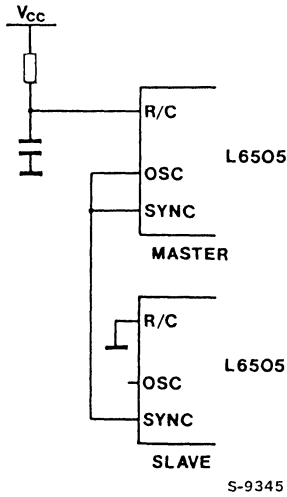 Vcc
R/C
L6505
OSC
SYNC
MASTER
R/C
L6505
OSC
SYNC
SLAVE
S-9345